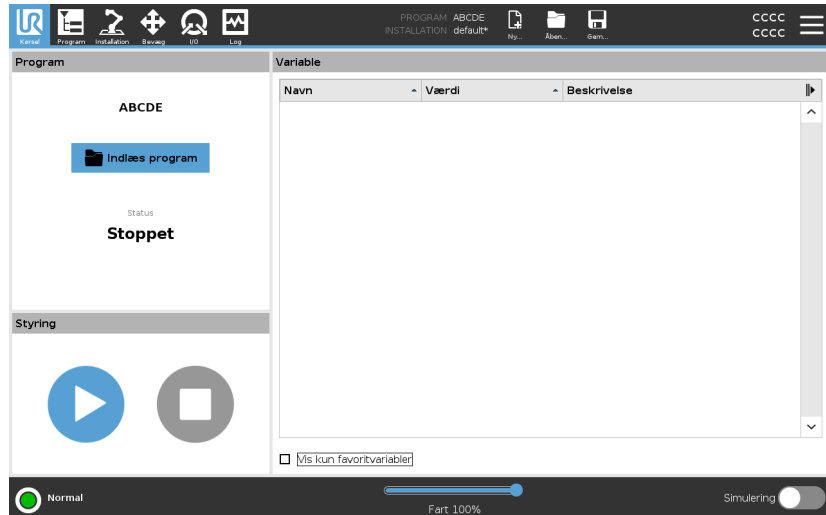 UR
Kørsel
Program
Installation
Bevæg
I/O
Log
PROGRAM ABCDE
INSTALLATION default*
Ny...
Åben...
Gem...
CCCC
CCCC
Program
ABCDE
Indlæs program
Status
Stoppet
Styring
Variable
Navn
Værdi
Beskrivelse
Vis kun favoritvariabler
Normal
Fart 100%
Simulering